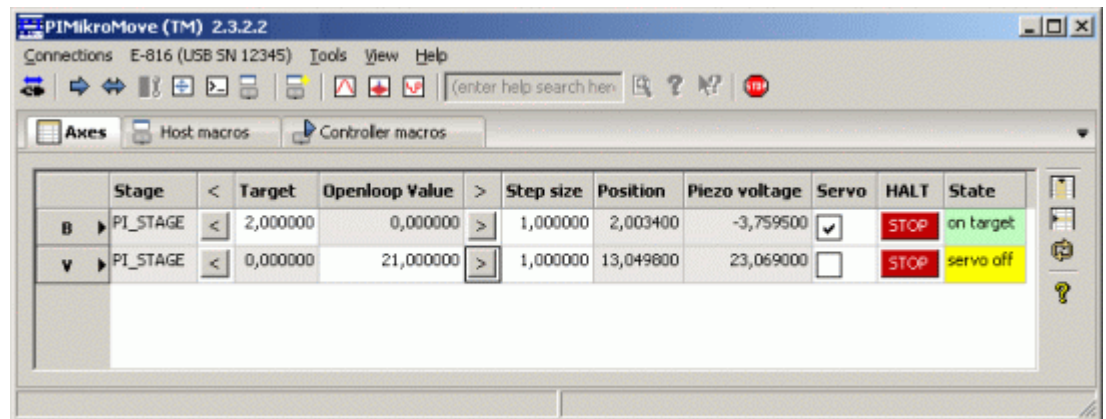 PIMikroMove (TM) 2.3.2.2
Connections E-816 (USB SN 12345) Tools View Help
(enter help search her STOP
Axes Host macros Controller macros
Stage < Target Openloop Value > Step size Position Piezo voltage Servo HALT State
B PI_STAGE < 2,000000 0,000000 > 1,000000 2,003400 -3,759500 STOP on target
V PI_STAGE < 0,000000 21,000000 > 1,000000 13,049800 23,069000 STOP servo off